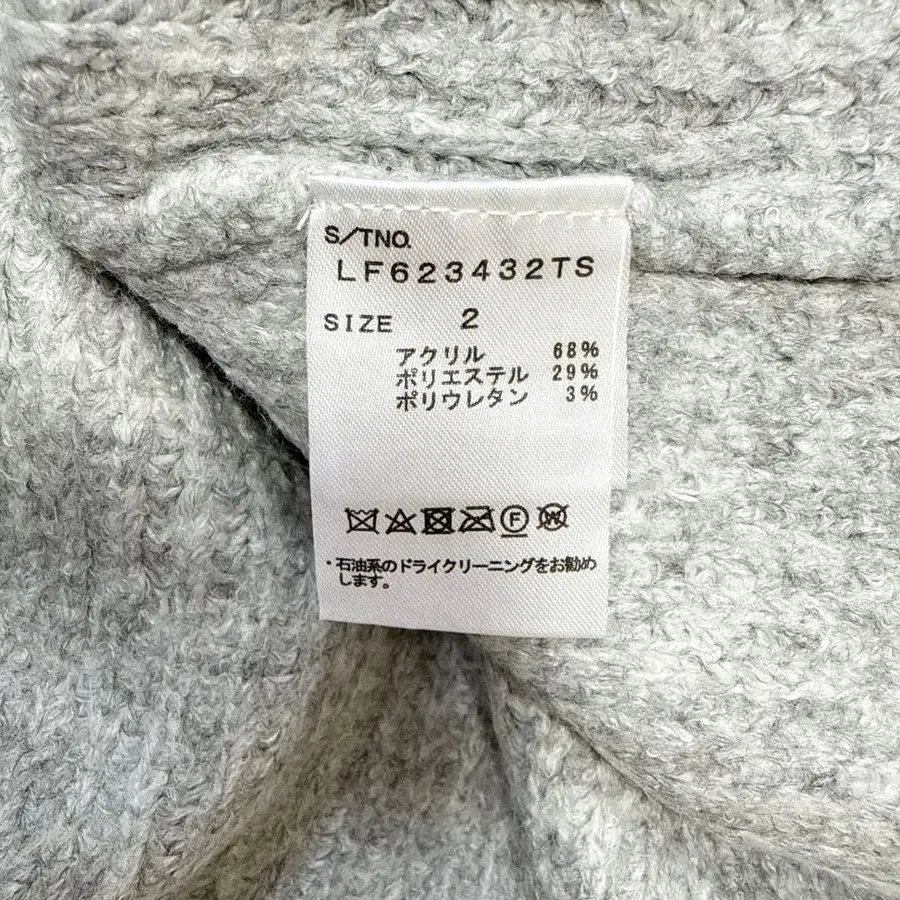 S/TNO.
LF623432TS
SIZE 2
アクリル 68%
ポリエステル 29%
ポリウレタン 3%
F W
・石油系のドライクリーニングをお勧め
します。